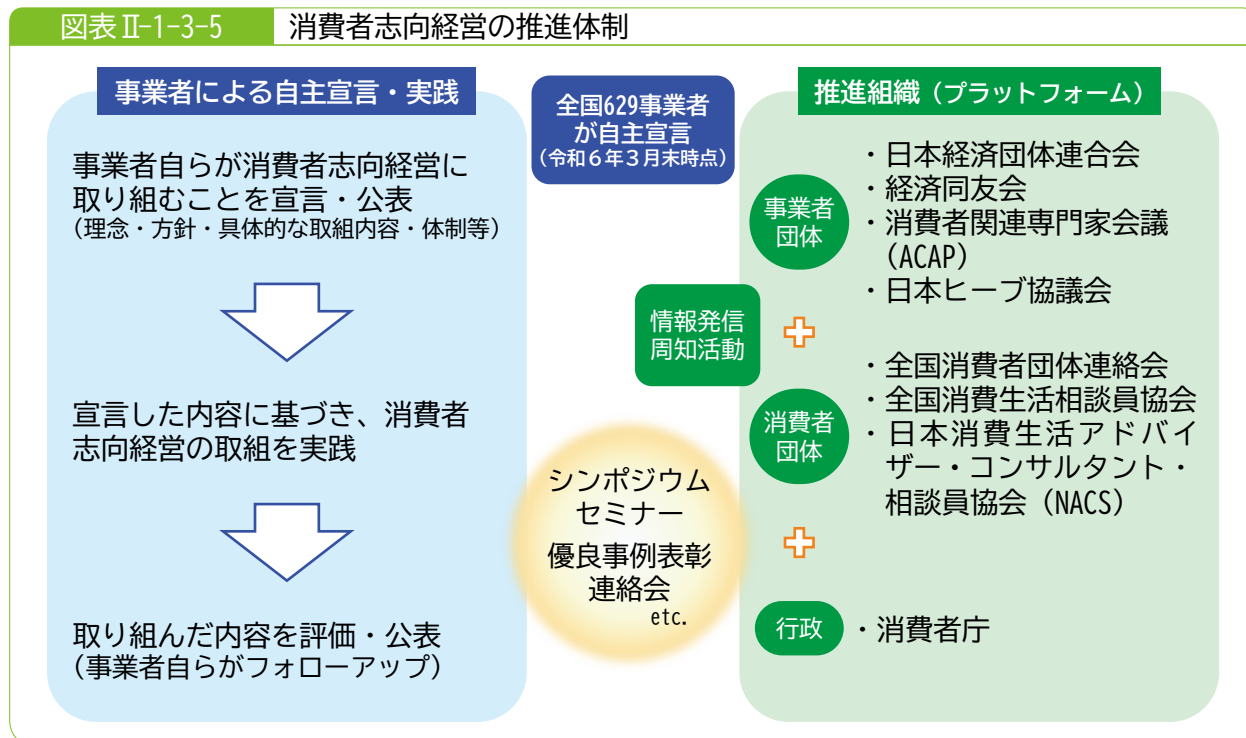 図表Ⅱ-1-3-5 消費者志向経営の推進体制
事業者による自主宣言・実践
事業者自らが消費者志向経営に
取り組むことを宣言・公表
（理念・方針・具体的な取組内容・体制等）
宣言した内容に基づき、消費者
志向経営の取組を実践
取り組んだ内容を評価・公表
（事業者自らがフォローアップ）
全国629事業者
が自主宣言
（令和６年３月末時点）
情報発信
周知活動
シンポジウム
セミナー
優良事例表彰
連絡会
etc.
推進組織（プラットフォーム）
事業者
団体
・日本経済団体連合会
・経済同友会
・消費者関連専門家会議
（ACAP）
・日本ヒーブ協議会
消費者
団体
・全国消費者団体連絡会
・全国消費生活相談員協会
・日本消費生活アドバイ
ザー・コンサルタント・
相談員協会（NACS）
行政
・消費者庁